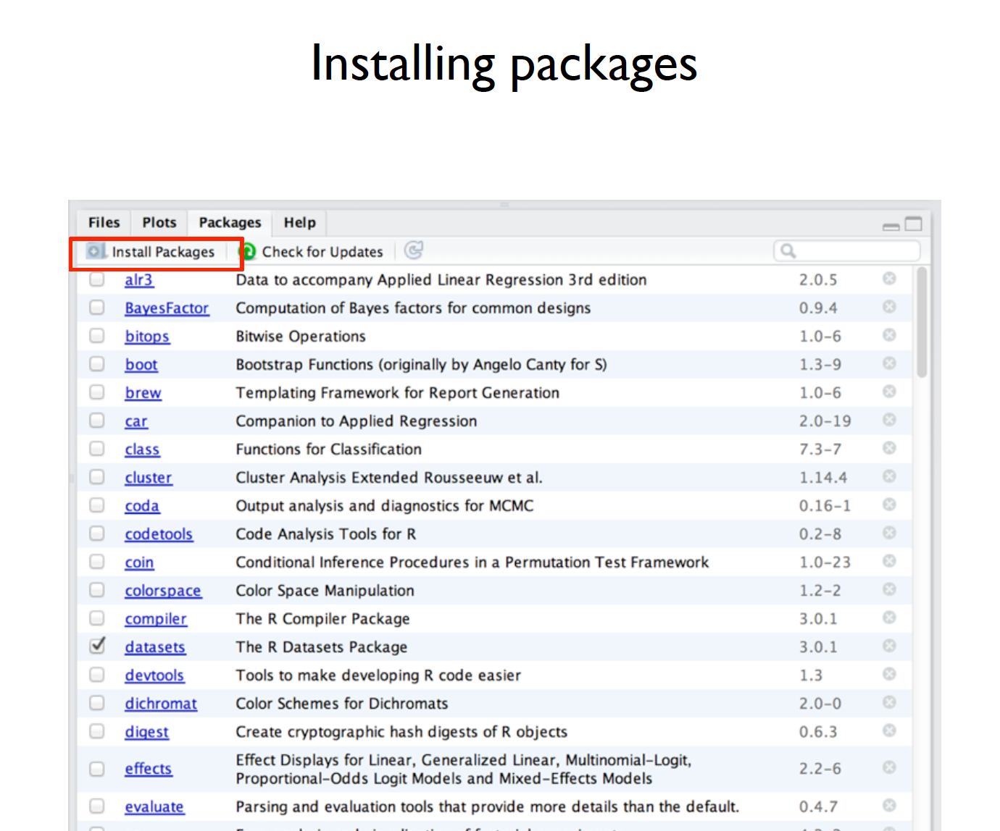 Installing packages
Files Plots Packages Help
Install Packages Check for Updates
alr3 Data to accompany Applied Linear Regression 3rd edition 2.0.5
BayesFactor Computation of Bayes factors for common designs 0.9.4
bitops Bitwise Operations 1.0-6
boot Bootstrap Functions (originally by Angelo Canty for S) 1.3-9
brew Templating Framework for Report Generation 1.0-6
car Companion to Applied Regression 2.0-19
class Functions for Classification 7.3-7
cluster Cluster Analysis Extended Rousseeuw et al. 1.14.4
coda Output analysis and diagnostics for MCMC 0.16-1
codetools Code Analysis Tools for R 0.2-8
coin Conditional Inference Procedures in a Permutation Test Framework 1.0-23
colorspace Color Space Manipulation 1.2-2
compiler The R Compiler Package 3.0.1
datasets The R Datasets Package 3.0.1
devtools Tools to make developing R code easier 1.3
dichromat Color Schemes for Dichromats 2.0-0
digest Create cryptographic hash digests of R objects 0.6.3
effects Effect Displays for Linear, Generalized Linear, Multinomial-Logit,
Proportional-Odds Logit Models and Mixed-Effects Models 2.2-6
evaluate Parsing and evaluation tools that provide more details than the default. 0.4.7